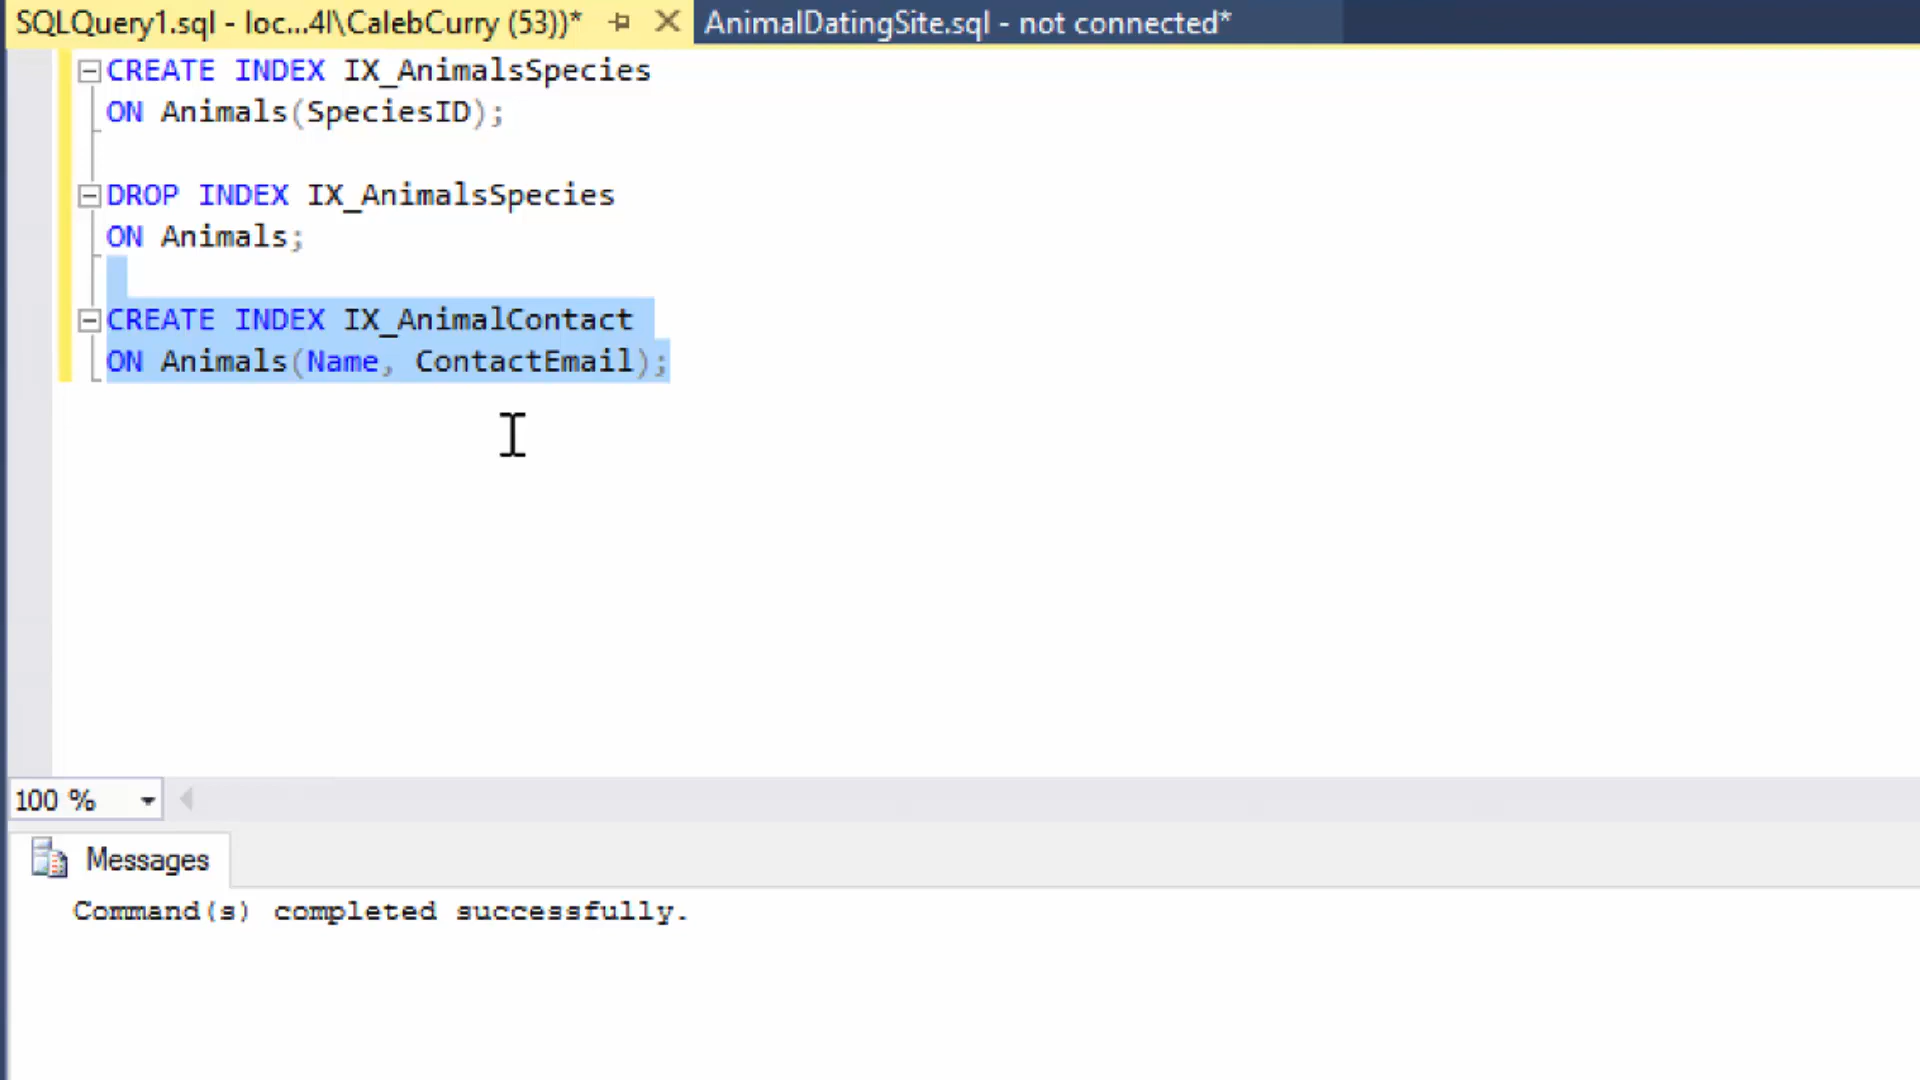 SQLQuery1.sql - loc...4l\CalebCurry (53))*
AnimalDatingSite.sql - not connected*
CREATE INDEX IX_AnimalsSpecies
ON Animals(SpeciesID);
DROP INDEX IX_AnimalsSpecies
ON Animals;
CREATE INDEX IX_AnimalContact
ON Animals(Name, ContactEmail);
100 %
Messages
Command(s) completed successfully.